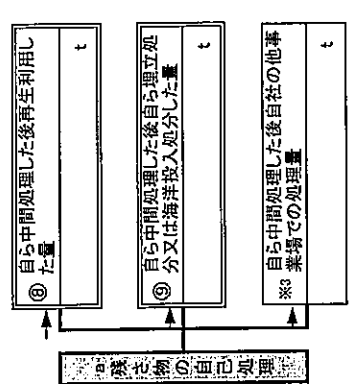 ⑧ 自ら中間処理した後再生利用し
た量
t
⑨ 自ら中間処理した後自ら埋立処
分又は海洋投入処分した量
t
※3 自ら中間処理した後自社の他事
業場での処理量
t
a 残さ物の自己処理